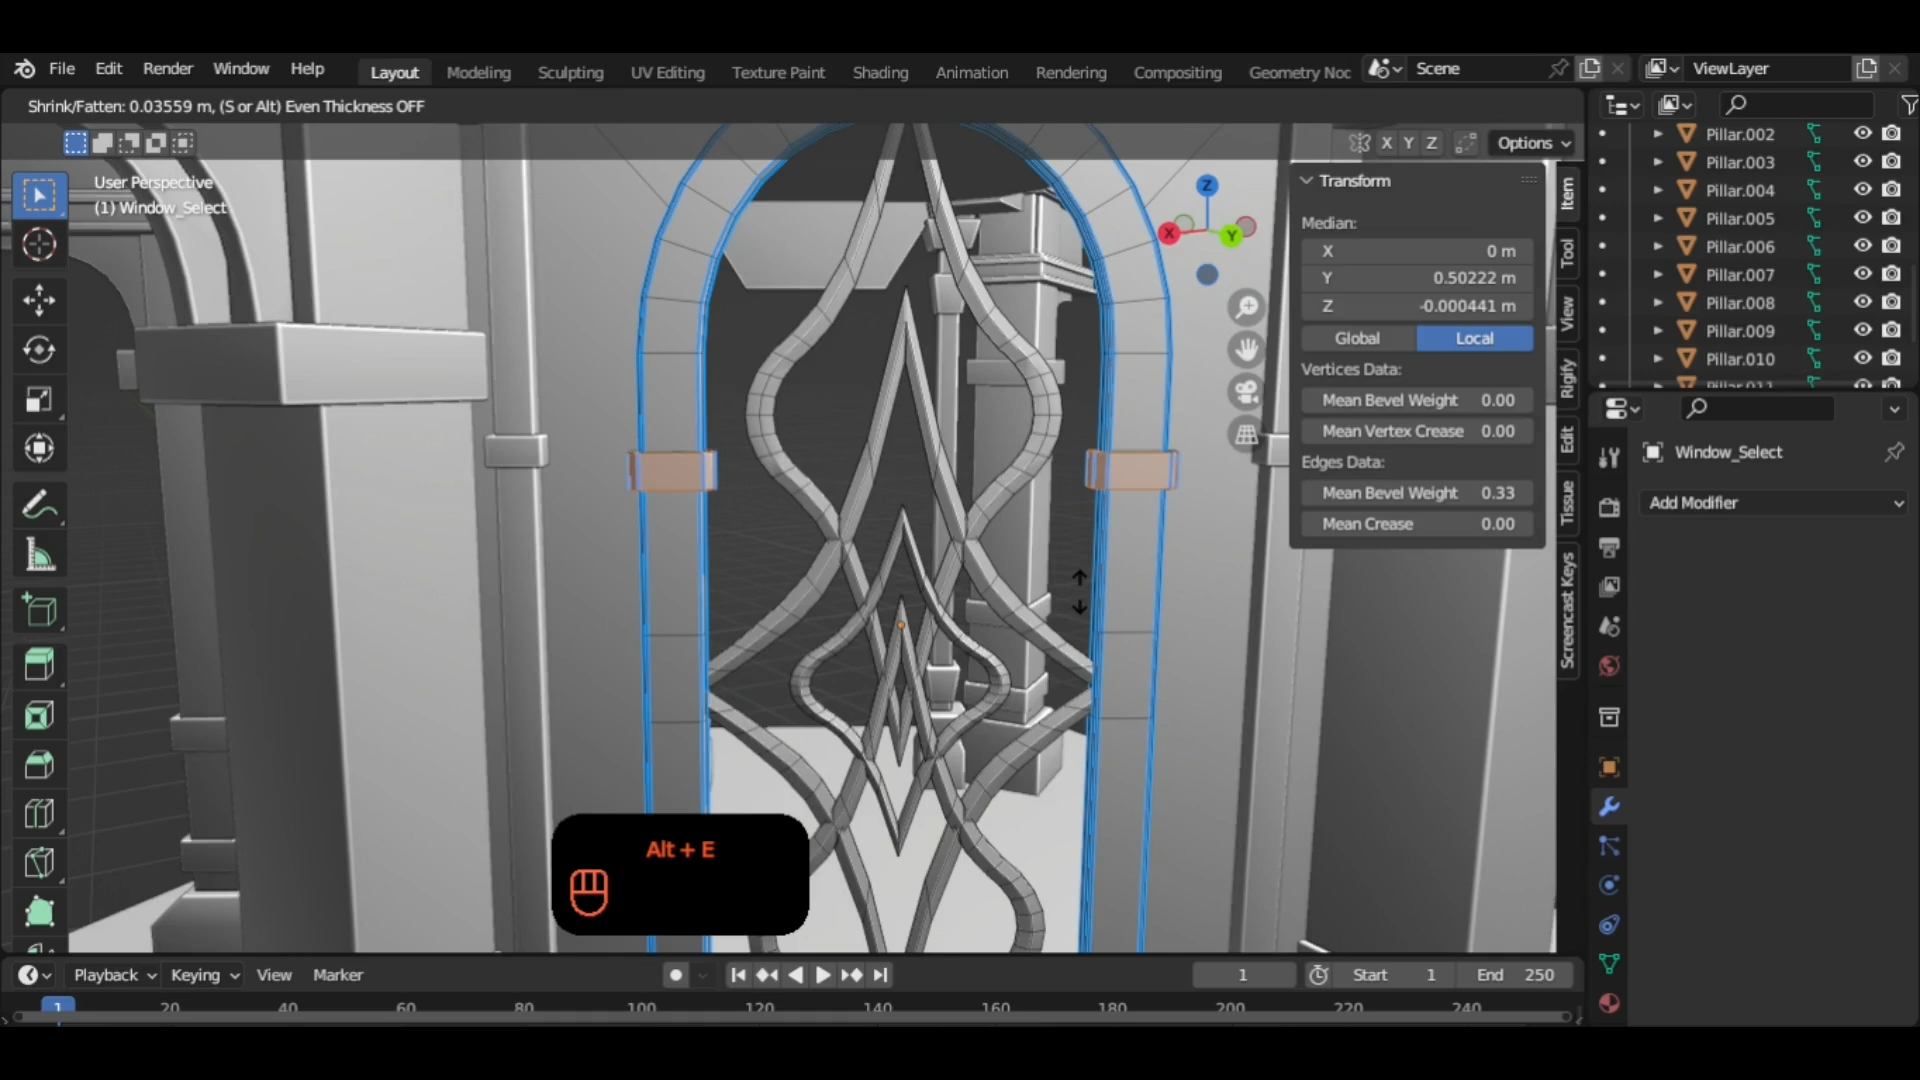 File Edit Render Window Help Layout Modeling Sculpting UV Editing Texture Paint Shading Animation Rendering Compositing Geometry Noc Scene ViewLayer
Shrink/Fatten: 0.03559 m, (S or Alt) Even Thickness OFF
X Y Z Options
User Perspective
(1) Window_Select
Z
X
Y
Transform
Median:
X 0 m
Y 0.50222 m
Z -0.000441 m
Global Local
Vertices Data:
Mean Bevel Weight 0.00
Mean Vertex Crease 0.00
Edges Data:
Mean Bevel Weight 0.33
Mean Crease 0.00
Item
Tool
View
Rigify
Edit
Tissue
Screencast Keys
Pillar.002
Pillar.003
Pillar.004
Pillar.005
Pillar.006
Pillar.007
Pillar.008
Pillar.009
Pillar.010
Pillar.011
Window_Select
Add Modifier
Alt + E
Playback Keying View Marker 1 Start 1 End 250
1 20 40 60 80 100 120 140 160 180 200 220 240